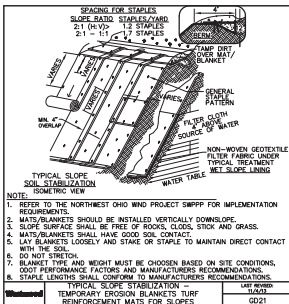 SPACING FOR STAPLES
SLOPE RATIO STAPLES/YARD
2:1 (H:V)> 1.2 STAPLES
2:1 - 1:1 1.7 STAPLES
4"
BERM
TAMP DIRT
OVER MAT/
BLANKET
VARIES
VARIES
VARIES
VARIES
GENERAL
STAPLE
PATTERN
MIN. 4"
OVERLAP
FILTER CLOTH
ABOVE
SOURCE OF WATER
NON-WOVEN GEOTEXTILE
FILTER FABRIC UNDER
TYPICAL TREATMENT
WET SLOPE LINING
WATER TABLE
TYPICAL SLOPE
SOIL STABILIZATION
ISOMETRIC VIEW
NOTE:
1. REFER TO THE NORTHWEST OHIO WIND PROJECT SWPPP FOR IMPLEMENTATION
REQUIREMENTS.
2. MATS/BLANKETS SHOULD BE INSTALLED VERTICALLY DOWNSLOPE.
3. SLOPE SURFACE SHALL BE FREE OF ROCKS, CLODS, STICK AND GRASS.
4. MATS/BLANKETS SHALL HAVE GOOD SOIL CONTACT.
5. LAY BLANKETS LOOSELY AND STAKE OR STAPLE TO MAINTAIN DIRECT CONTACT
WITH THE SOIL.
6. DO NOT STRETCH.
7. BLANKET TYPE AND WEIGHT MUST BE CHOOSEN BASED ON SITE CONDITIONS,
ODOT PERFORMANCE FACTORS AND MANUFACTURERS RECOMMENDATIONS.
8. STAPLE LENGTHS SHALL CONFORM TO MANUFACTURERS RECOMMENDATIONS.
Westwood
TYPICAL SLOPE STABILIZATION -
TEMPORARY EROSION BLANKETS TURF
REINFORCEMENT MATS FOR SLOPES
LAST REVISED:
11/4/13
GD21